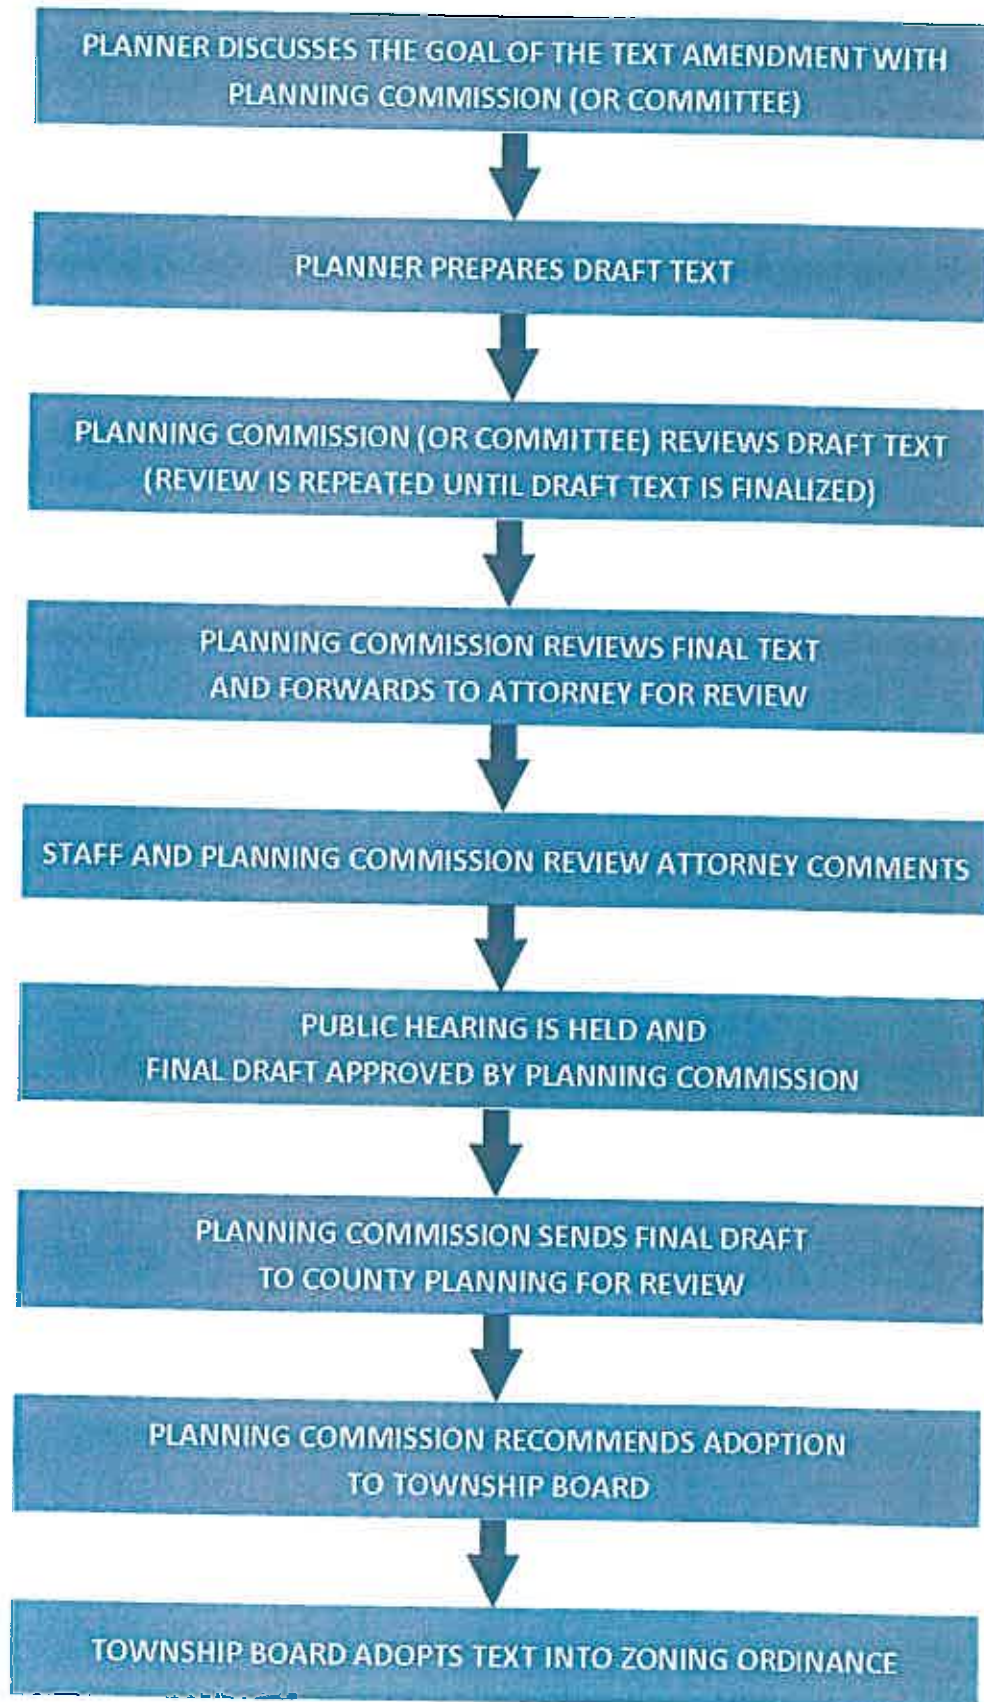 PLANNER DISCUSSES THE GOAL OF THE TEXT AMENDMENT WITH
PLANNING COMMISSION (OR COMMITTEE)
PLANNER PREPARES DRAFT TEXT
PLANNING COMMISSION (OR COMMITTEE) REVIEWS DRAFT TEXT
(REVIEW IS REPEATED UNTIL DRAFT TEXT IS FINALIZED)
PLANNING COMMISSION REVIEWS FINAL TEXT
AND FORWARDS TO ATTORNEY FOR REVIEW
STAFF AND PLANNING COMMISSION REVIEW ATTORNEY COMMENTS
PUBLIC HEARING IS HELD AND
FINAL DRAFT APPROVED BY PLANNING COMMISSION
PLANNING COMMISSION SENDS FINAL DRAFT
TO COUNTY PLANNING FOR REVIEW
PLANNING COMMISSION RECOMMENDS ADOPTION
TO TOWNSHIP BOARD
TOWNSHIP BOARD ADOPTS TEXT INTO ZONING ORDINANCE